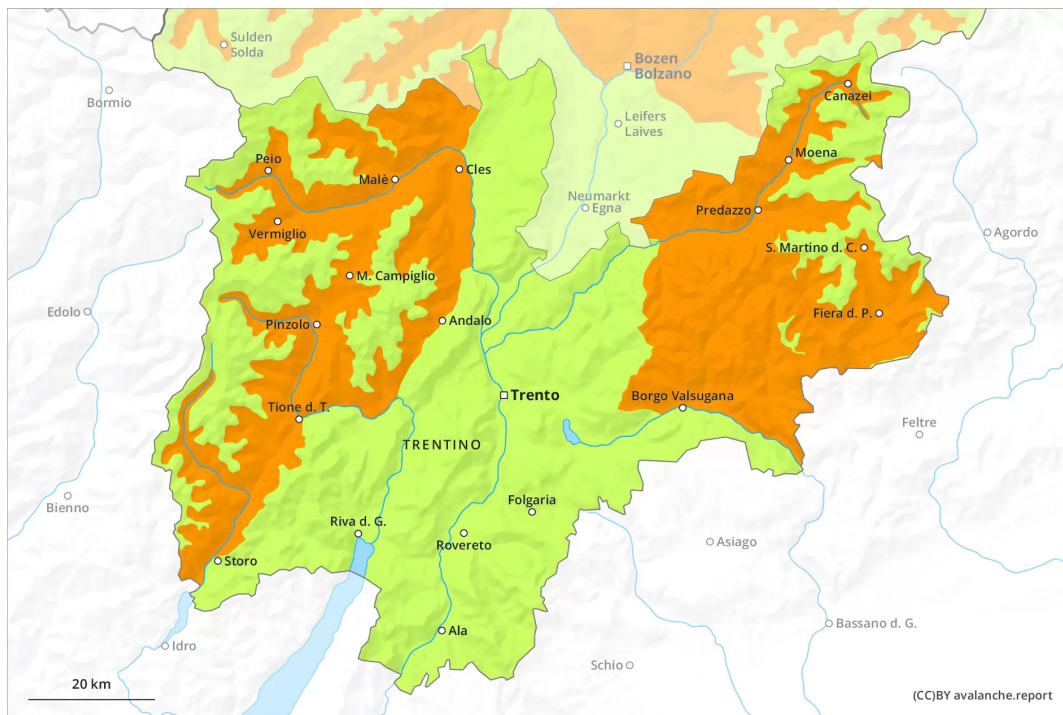 Sulden
Solda
Bozen
Bolzano
Bormio
Canazei
Leifers
Laives
Peio
Malè
Cles
Moena
Neumarkt
Egna
Predazzo
Vermiglio
Agordo
S. Martino d. C.
M. Campiglio
Edolo
Pinzolo
Andalo
Fiera d. P.
Trento
Borgo Valsugana
Tione d. T.
Feltre
TRENTINO
Bienno
Folgaria
Riva d. G.
Rovereto
Asiago
Storo
Bassano d. G.
Ala
Idro
Schio
20 km
(CC)BY avalanche.report